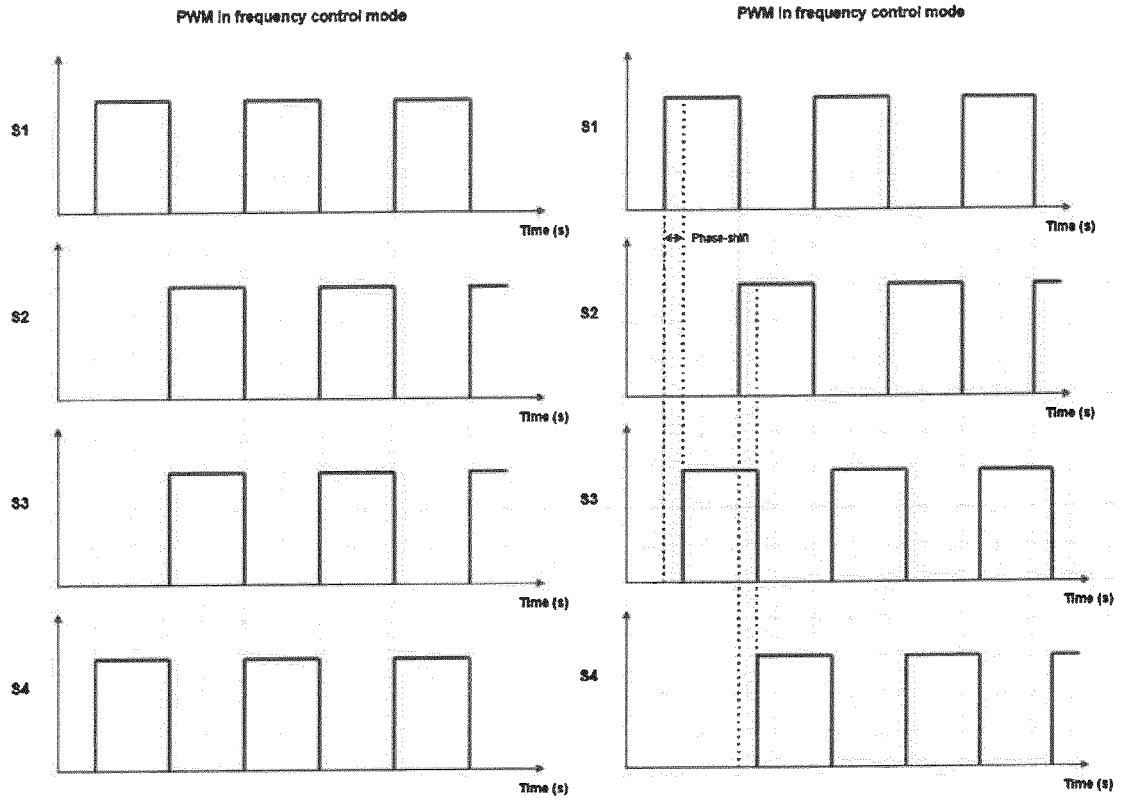 PWM in frequency control mode
S1
Time (s)
S2
Time (s)
S3
Time (s)
S4
Time (s)
PWM in frequency control mode
S1
Time (s)
Phase-shift
S2
Time (s)
S3
Time (s)
S4
Time (s)